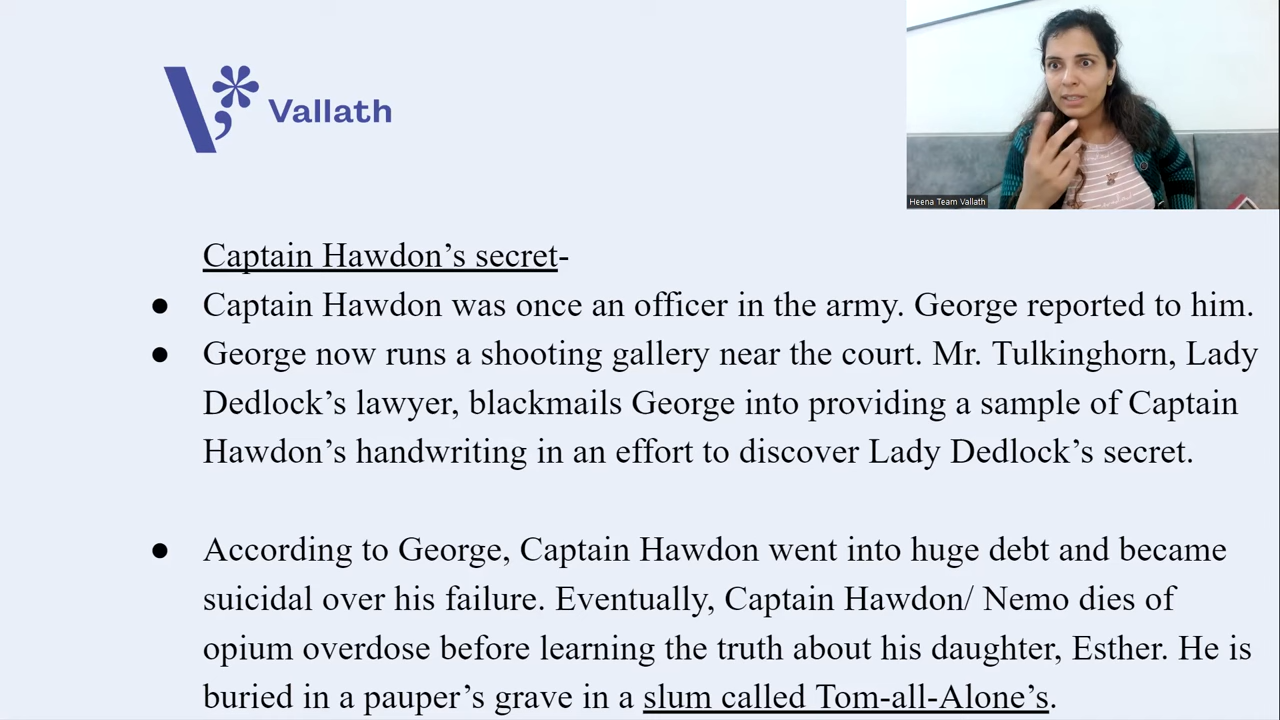 Vallath
Heena Team Vallath
Captain Hawdon’s secret-
● Captain Hawdon was once an officer in the army. George reported to him.
● George now runs a shooting gallery near the court. Mr. Tulkinghorn, Lady
Dedlock’s lawyer, blackmails George into providing a sample of Captain
Hawdon’s handwriting in an effort to discover Lady Dedlock’s secret.
● According to George, Captain Hawdon went into huge debt and became
suicidal over his failure. Eventually, Captain Hawdon/ Nemo dies of
opium overdose before learning the truth about his daughter, Esther. He is
buried in a pauper’s grave in a slum called Tom-all-Alone’s.